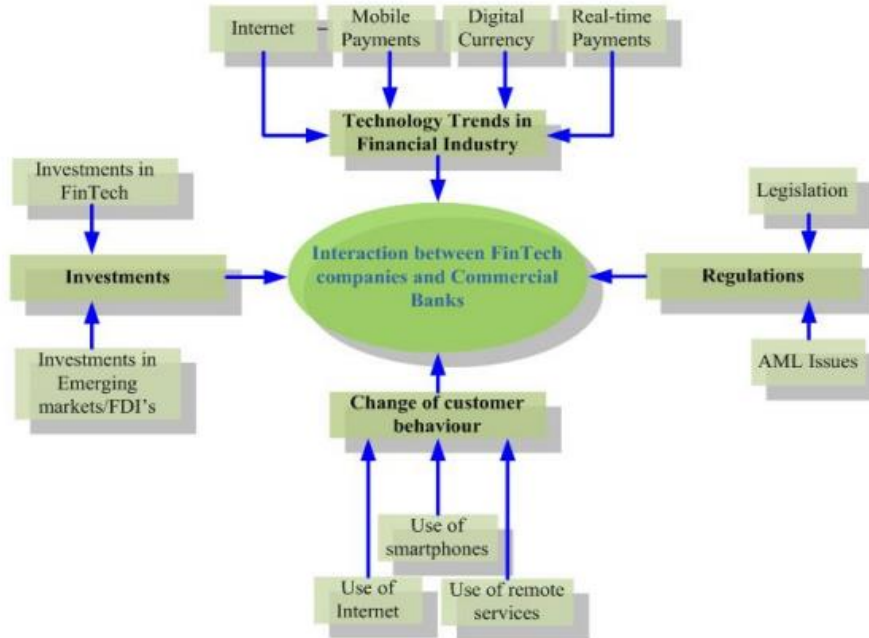 Internet
Mobile
Payments
Digital
Currency
Real-time
Payments
Technology Trends in
Financial Industry
Investments in
FinTech
Legislation
Interaction between FinTech
companies and Commercial
Banks
Investments
Regulations
Investments in
Emerging
markets/FDI's
AML Issues
Change of customer
behaviour
Use of
smartphones
Use of
Internet
Use of remote
services